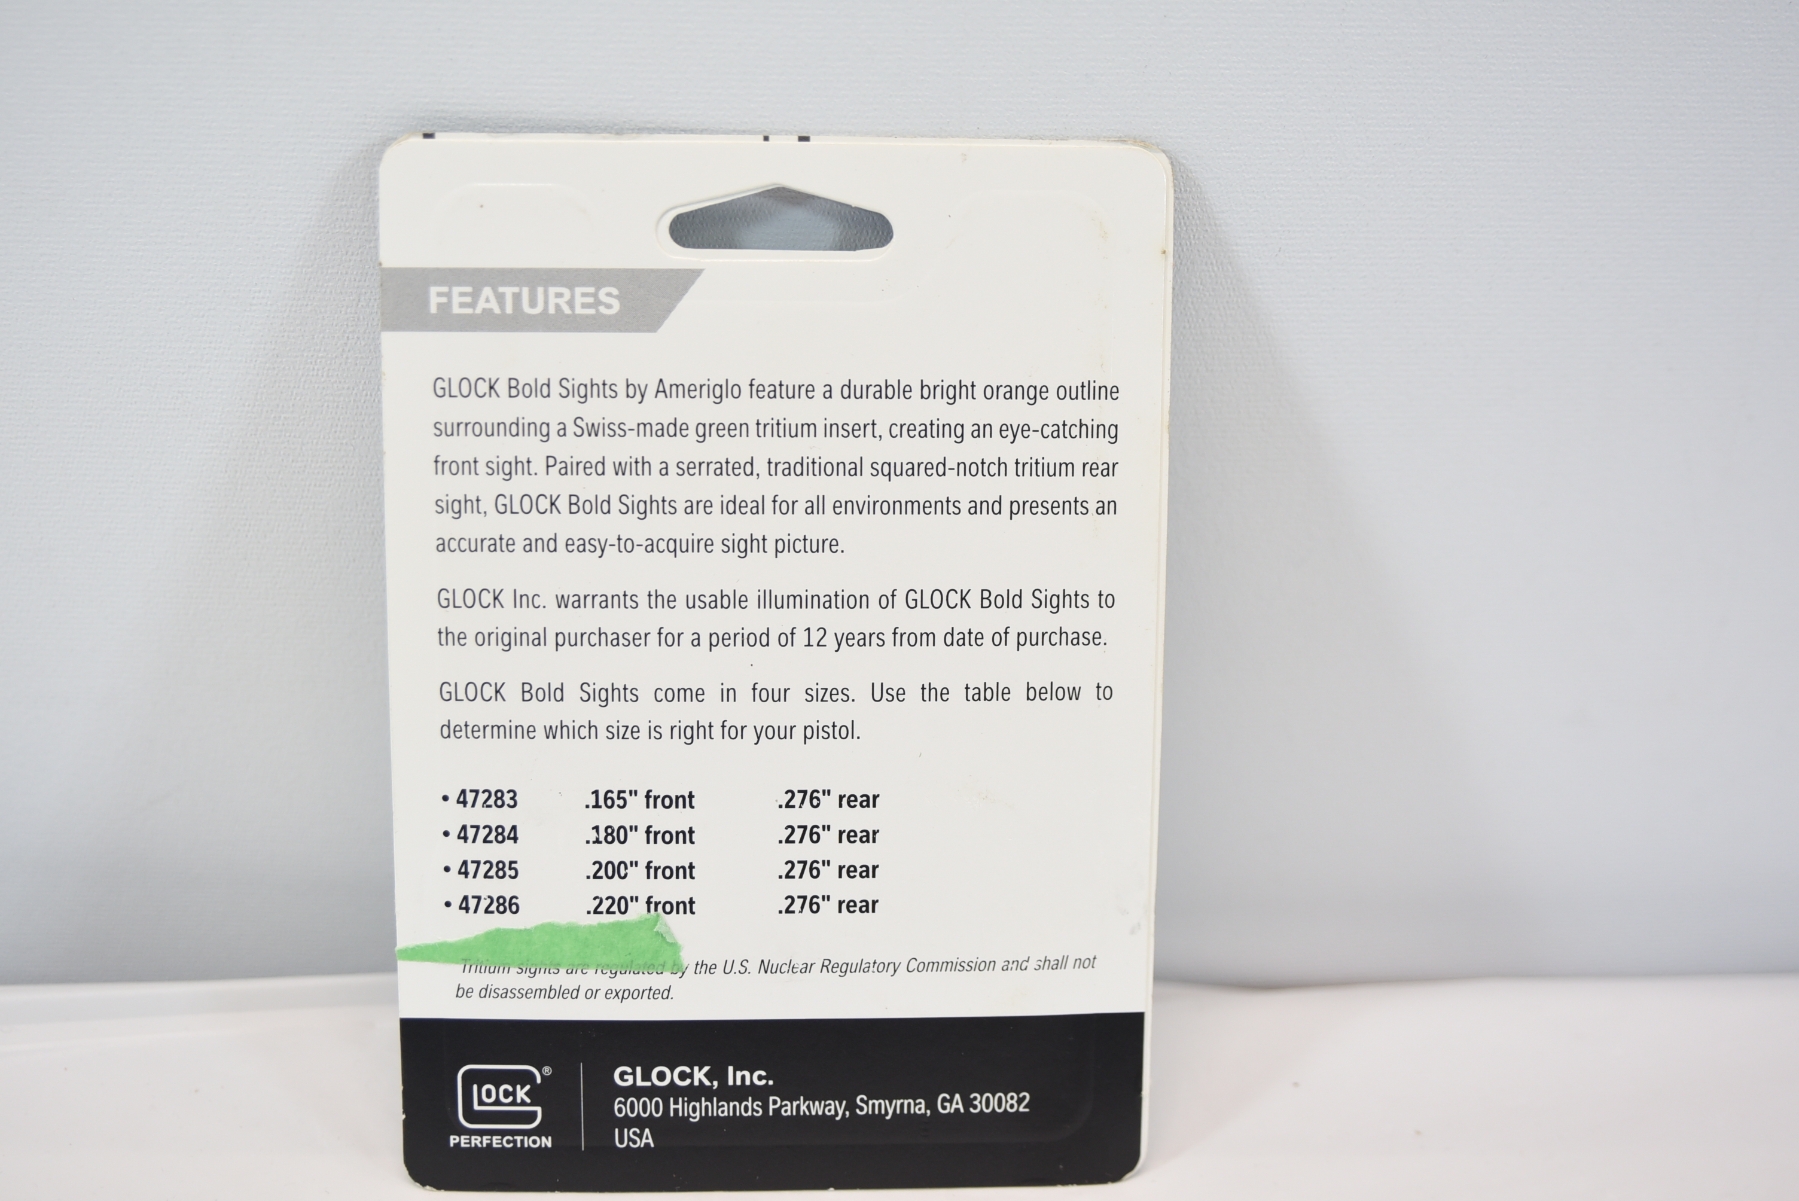 FEATURES
GLOCK Bold Sights by Ameriglo feature a durable bright orange outline
surrounding a Swiss-made green tritium insert, creating an eye-catching
front sight. Paired with a serrated, traditional squared-notch tritium rear
sight, GLOCK Bold Sights are ideal for all environments and presents an
accurate and easy-to-acquire sight picture.
GLOCK Inc. warrants the usable illumination of GLOCK Bold Sights to
the original purchaser for a period of 12 years from date of purchase.
GLOCK Bold Sights come in four sizes. Use the table below to
determine which size is right for your pistol.
• 47283 .165" front .276" rear
• 47284 .180" front .276" rear
• 47285 .200" front .276" rear
• 47286 .220" front .276" rear
Tritium sights are regulated by the U.S. Nuclear Regulatory Commission and shall not
be disassembled or exported.
GLOCK®
PERFECTION
GLOCK, Inc.
6000 Highlands Parkway, Smyrna, GA 30082
USA